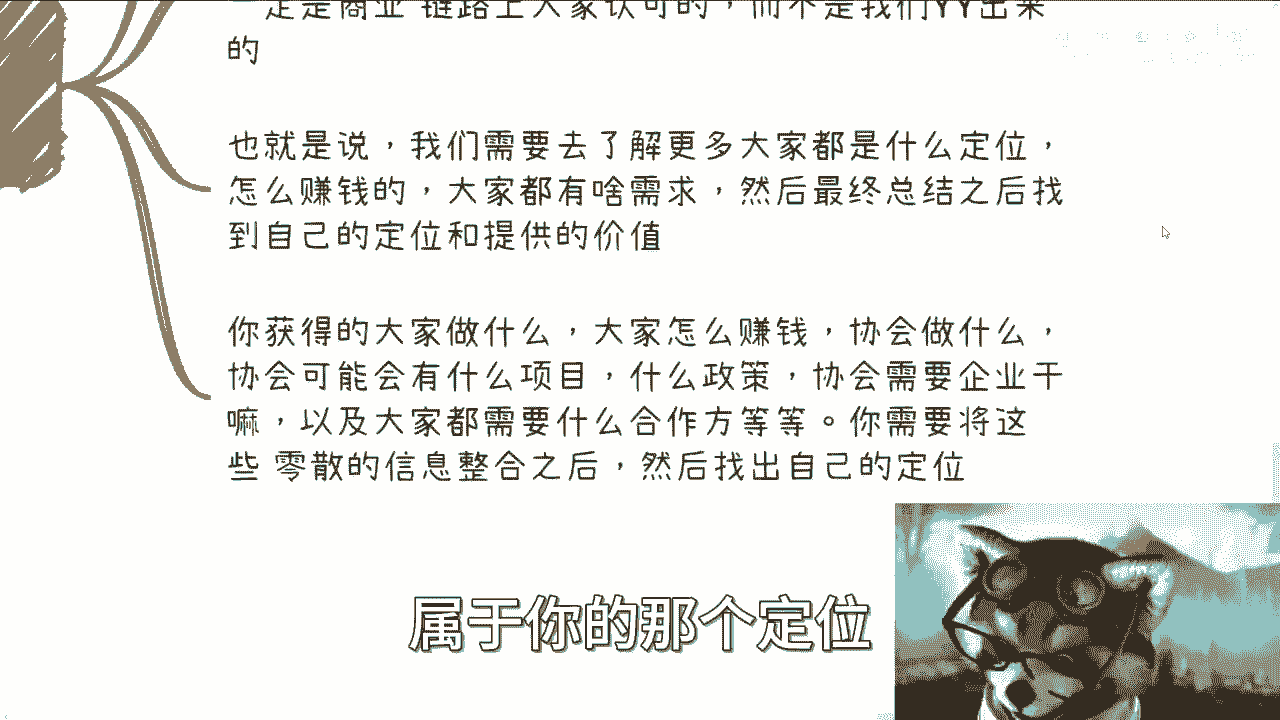 一定是商业 链路上大家认可的，而不是我们YY出来
的
也就是说，我们需要去了解更多大家都是什么定位，
怎么赚钱的，大家都有啥需求，然后最终总结之后找
到自己的定位和提供的价值
你获得的大家做什么，大家怎么赚钱，协会做什么，
协会可能会有什么项目，什么政策，协会需要企业干
嘛，以及大家都需要什么合作方等等。你需要将这
些 零散的信息整合之后，然后找出自己的定位
属于你的那个定位